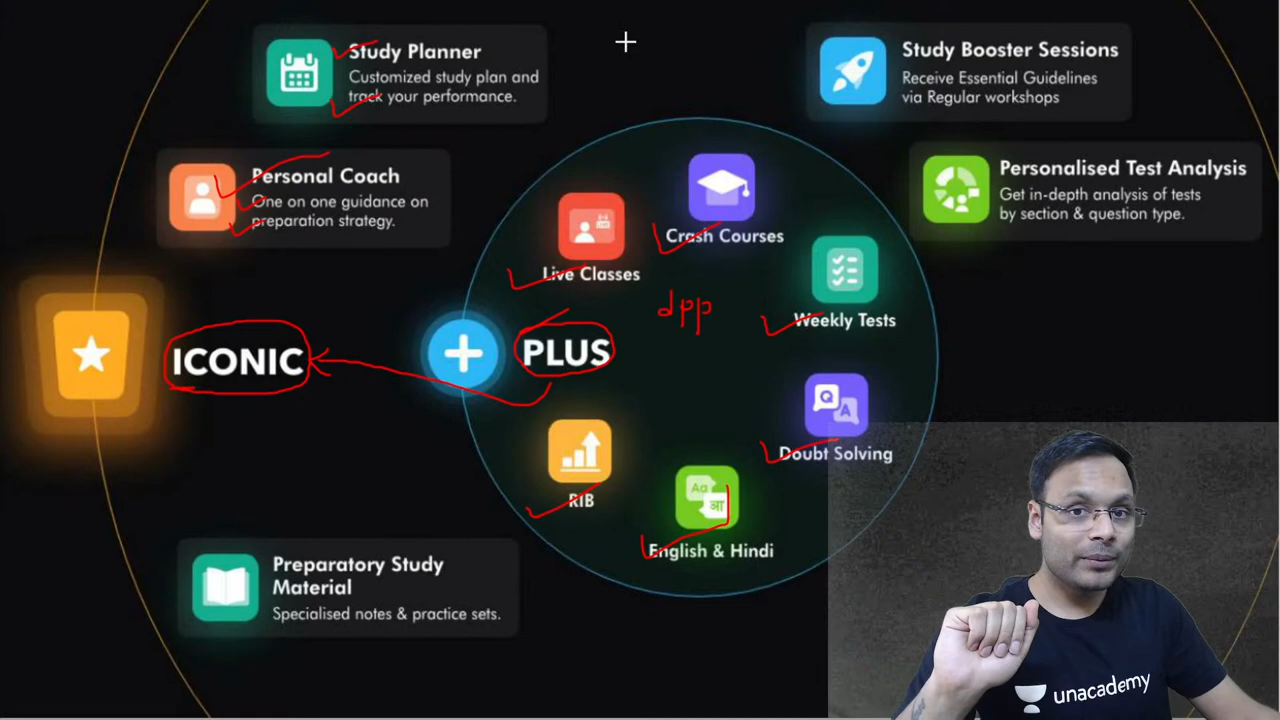 Study Planner
Customized study plan and
track your performance.
Study Booster Sessions
Receive Essential Guidelines
via Regular workshops
Personal Coach
One on one guidance on
preparation strategy.
Personalised Test Analysis
Get in-depth analysis of tests
by section & question type.
Crash Courses
Live Classes
dpp
Weekly Tests
ICONIC
PLUS
Q
A
Doubt Solving
RIB
Aa
आ
English & Hindi
Preparatory Study
Material
Specialised notes & practice sets.
unacademy